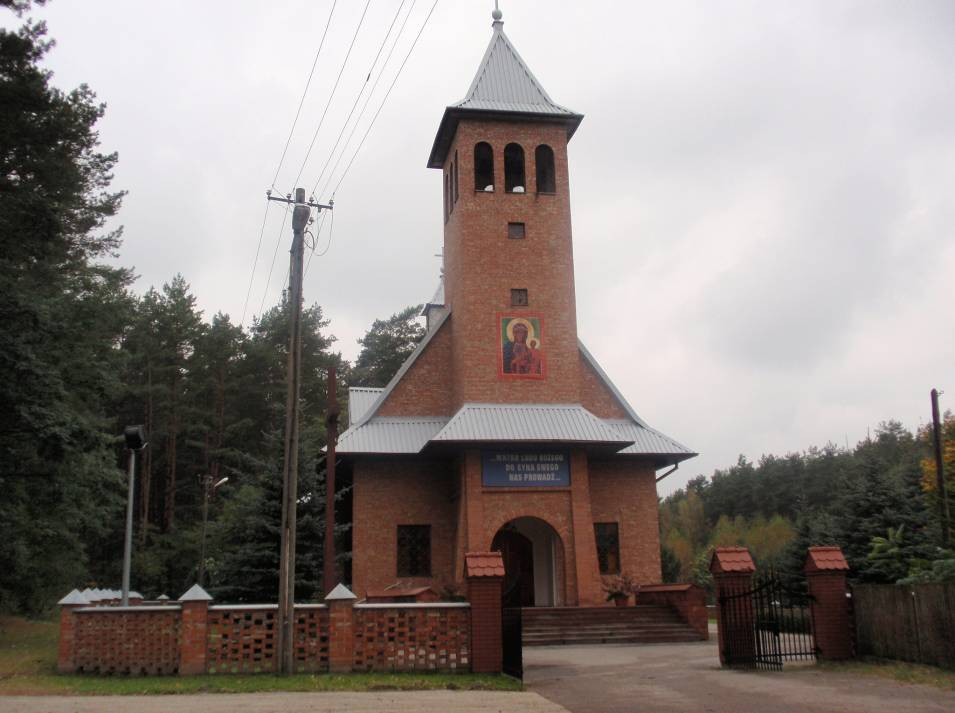 ...MATKO LUDU BOŻEGO
DO SYNA SWEGO
NAS PROWADŹ...